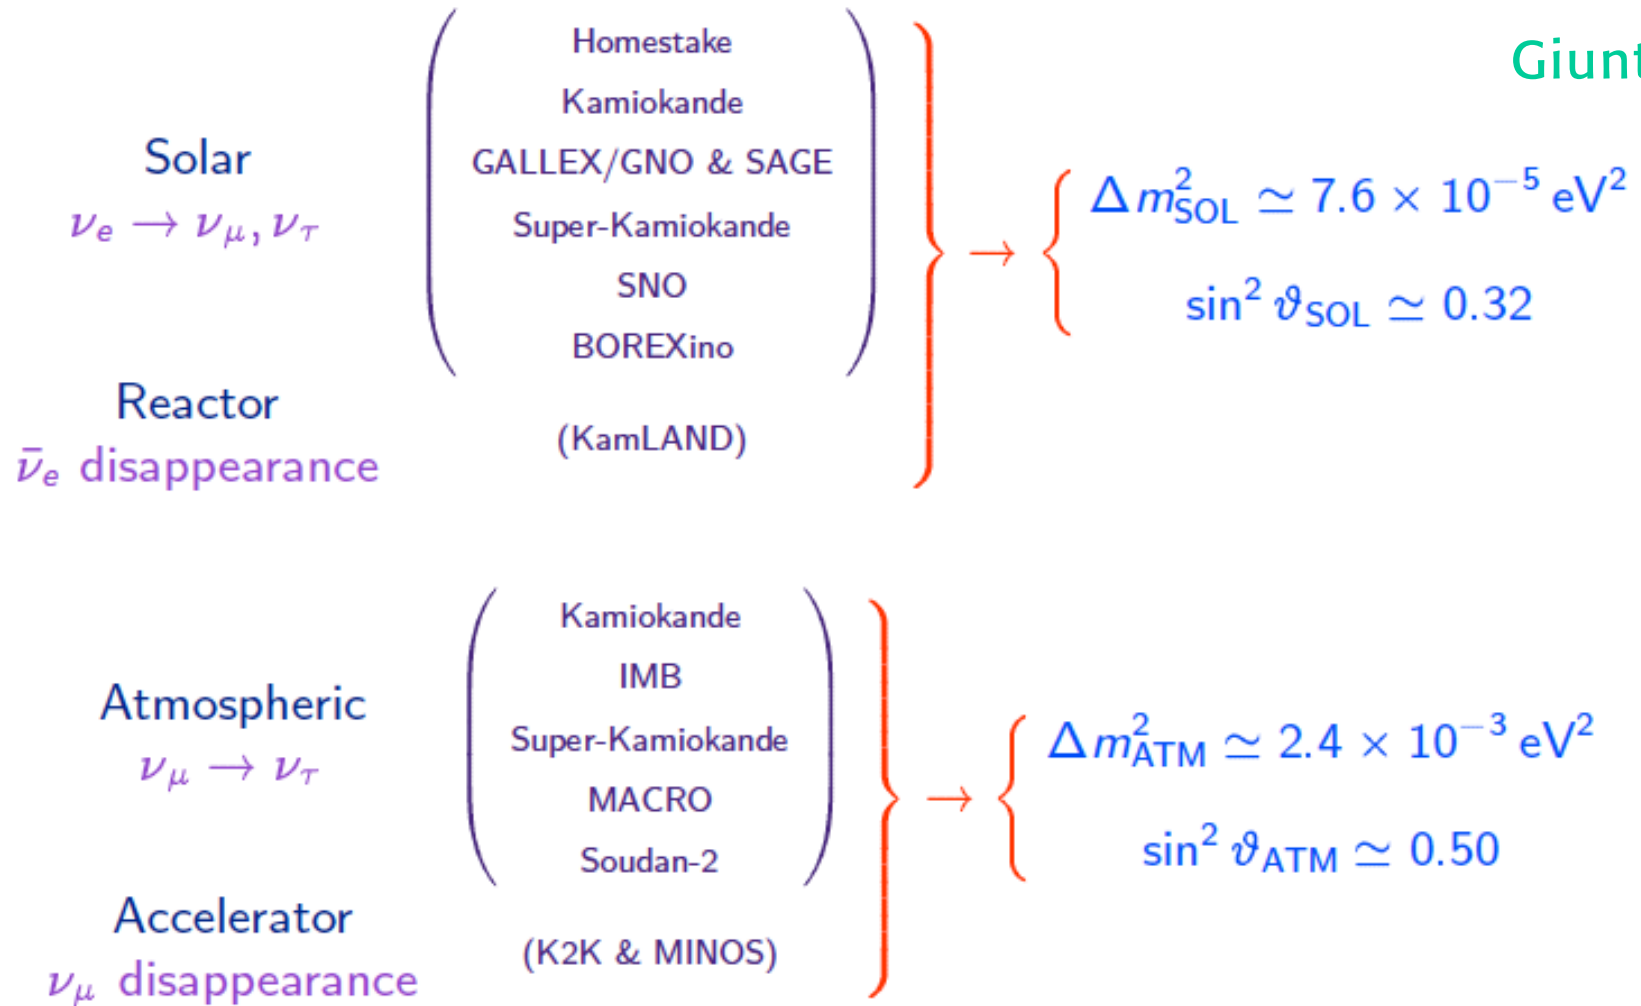 Giunt
Solar
νe → νμ, ντ
Homestake
Kamiokande
GALLEX/GNO & SAGE
Super-Kamiokande
SNO
BOREXino
Reactor
ν̄e disappearance
(KamLAND)
→
Δm²SOL ≃ 7.6 × 10⁻⁵ eV²
sin² ϑSOL ≃ 0.32
Atmospheric
νμ → ντ
Kamiokande
IMB
Super-Kamiokande
MACRO
Soudan-2
Accelerator
νμ disappearance
(K2K & MINOS)
→
Δm²ATM ≃ 2.4 × 10⁻³ eV²
sin² ϑATM ≃ 0.50